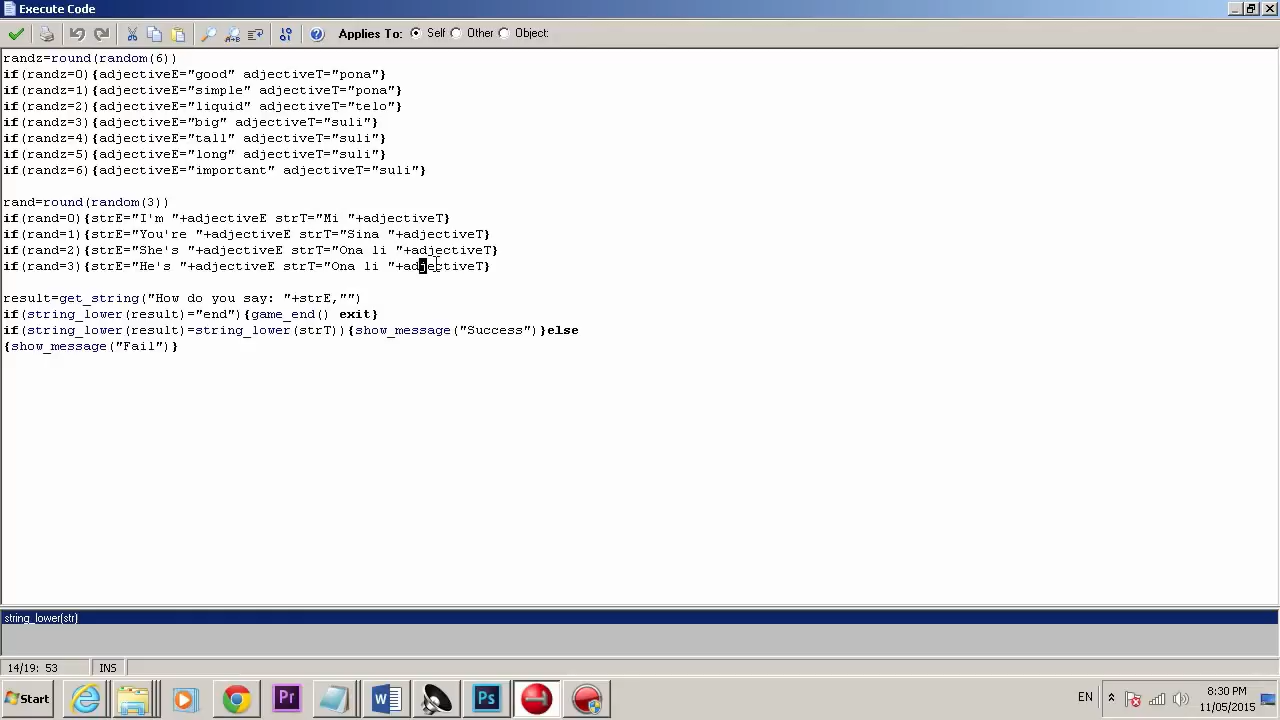 Execute Code
Applies To: Self Other Object:
randz=round(random(6))
if(randz=0){adjectiveE="good" adjectiveT="pona"}
if(randz=1){adjectiveE="simple" adjectiveT="pona"}
if(randz=2){adjectiveE="liquid" adjectiveT="telo"}
if(randz=3){adjectiveE="big" adjectiveT="suli"}
if(randz=4){adjectiveE="tall" adjectiveT="suli"}
if(randz=5){adjectiveE="long" adjectiveT="suli"}
if(randz=6){adjectiveE="important" adjectiveT="suli"}
rand=round(random(3))
if(rand=0){strE="I'm "+adjectiveE strT="Mi "+adjectiveT}
if(rand=1){strE="You're "+adjectiveE strT="Sina "+adjectiveT}
if(rand=2){strE="She's "+adjectiveE strT="Ona li "+adjectiveT}
if(rand=3){strE="He's "+adjectiveE strT="Ona li "+adjectiveT}
result=get_string("How do you say: "+strE,"")
if(string_lower(result)="end"){game_end() exit}
if(string_lower(result)=string_lower(strT)){show_message("Success")}else
{show_message("Fail")}
string_lower(str)
14/19: 53 INS
Start Pr W Ps EN 8:30 PM
11/05/2015